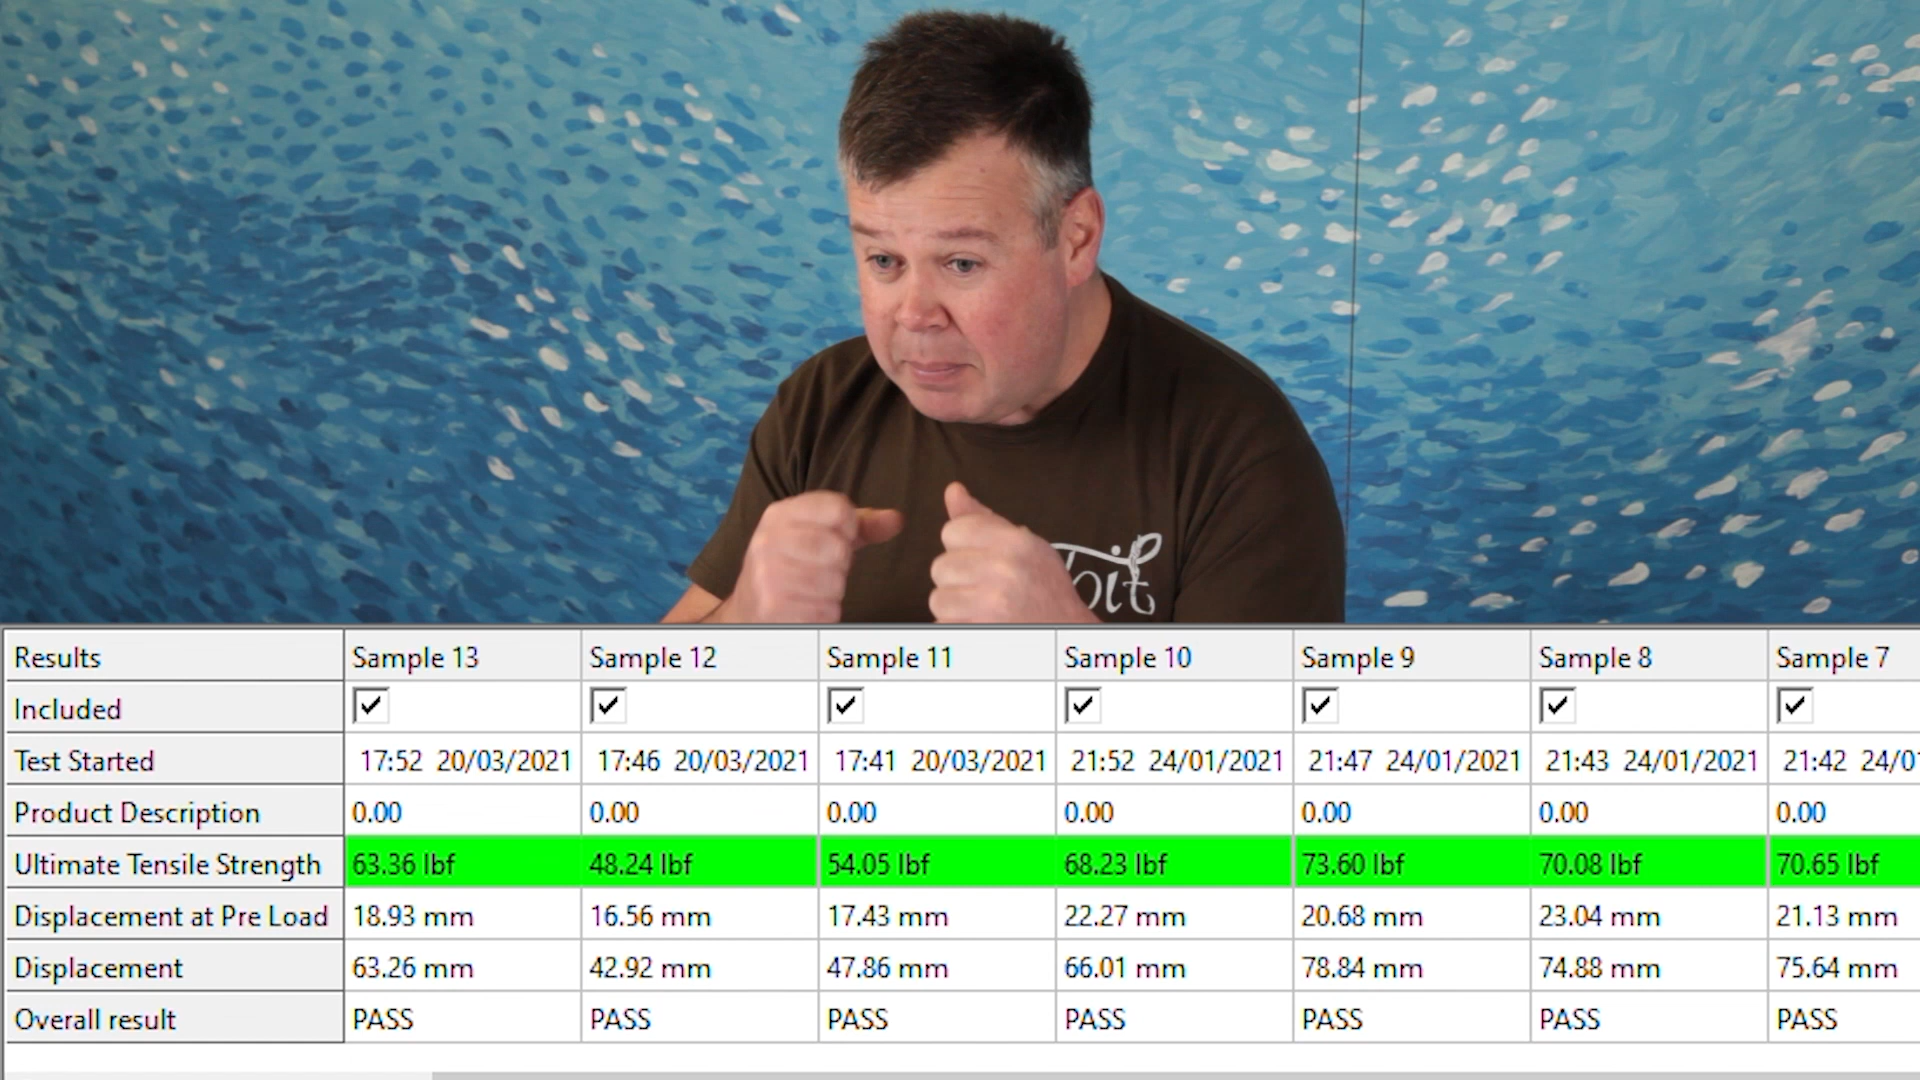 Results Sample 13 Sample 12 Sample 11 Sample 10 Sample 9 Sample 8 Sample 7
Included
Test Started 17:52 20/03/2021 17:46 20/03/2021 17:41 20/03/2021 21:52 24/01/2021 21:47 24/01/2021 21:43 24/01/2021 21:42 24/0
Product Description 0.00 0.00 0.00 0.00 0.00 0.00 0.00
Ultimate Tensile Strength 63.36 lbf 48.24 lbf 54.05 lbf 68.23 lbf 73.60 lbf 70.08 lbf 70.65 lbf
Displacement at Pre Load 18.93 mm 16.56 mm 17.43 mm 22.27 mm 20.68 mm 23.04 mm 21.13 mm
Displacement 63.26 mm 42.92 mm 47.86 mm 66.01 mm 78.84 mm 74.88 mm 75.64 mm
Overall result PASS PASS PASS PASS PASS PASS PASS